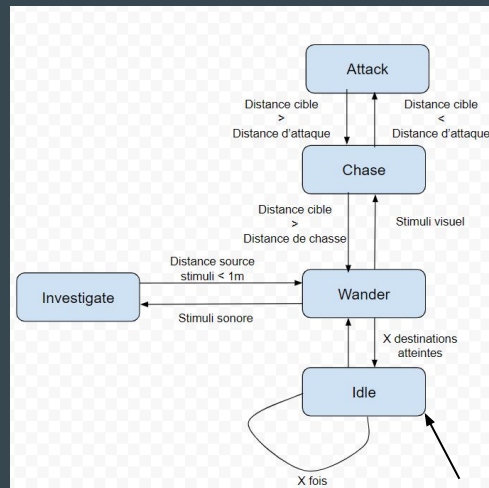 Attack
Distance cible
>
Distance d'attaque
Distance cible
<
Distance d'attaque
Chase
Distance cible
>
Distance de chasse
Stimuli visuel
Distance source
stimuli < 1m
Investigate
Wander
Stimuli sonore
X destinations
atteintes
Idle
X fois